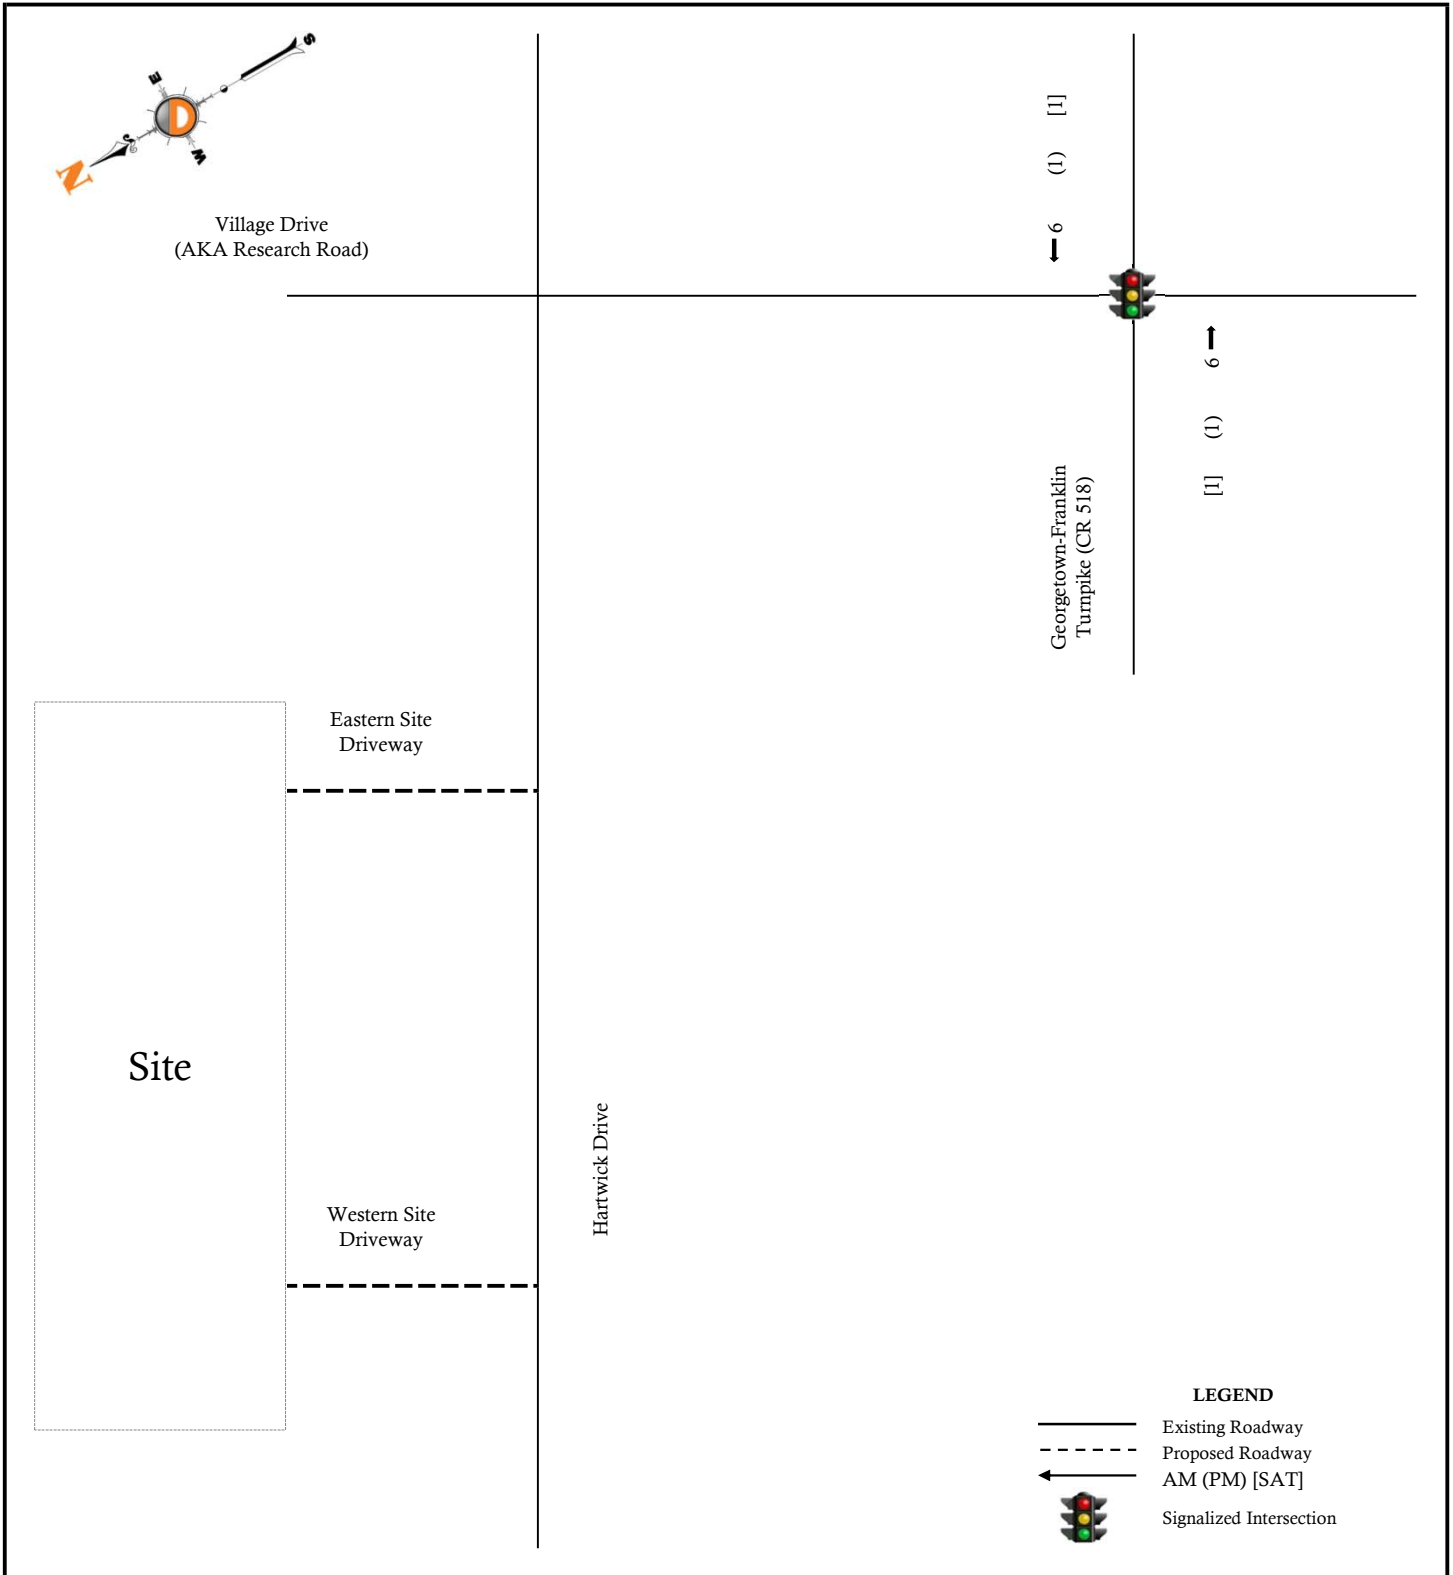 S
E
D
W
N
Village Drive
(AKA Research Road)
6 (1) [1]
[1] (1) 6
Georgetown-Franklin
Turnpike (CR 518)
Eastern Site
Driveway
Site
Hartwick Drive
Western Site
Driveway
LEGEND
Existing Roadway
Proposed Roadway
AM (PM) [SAT]
Signalized Intersection